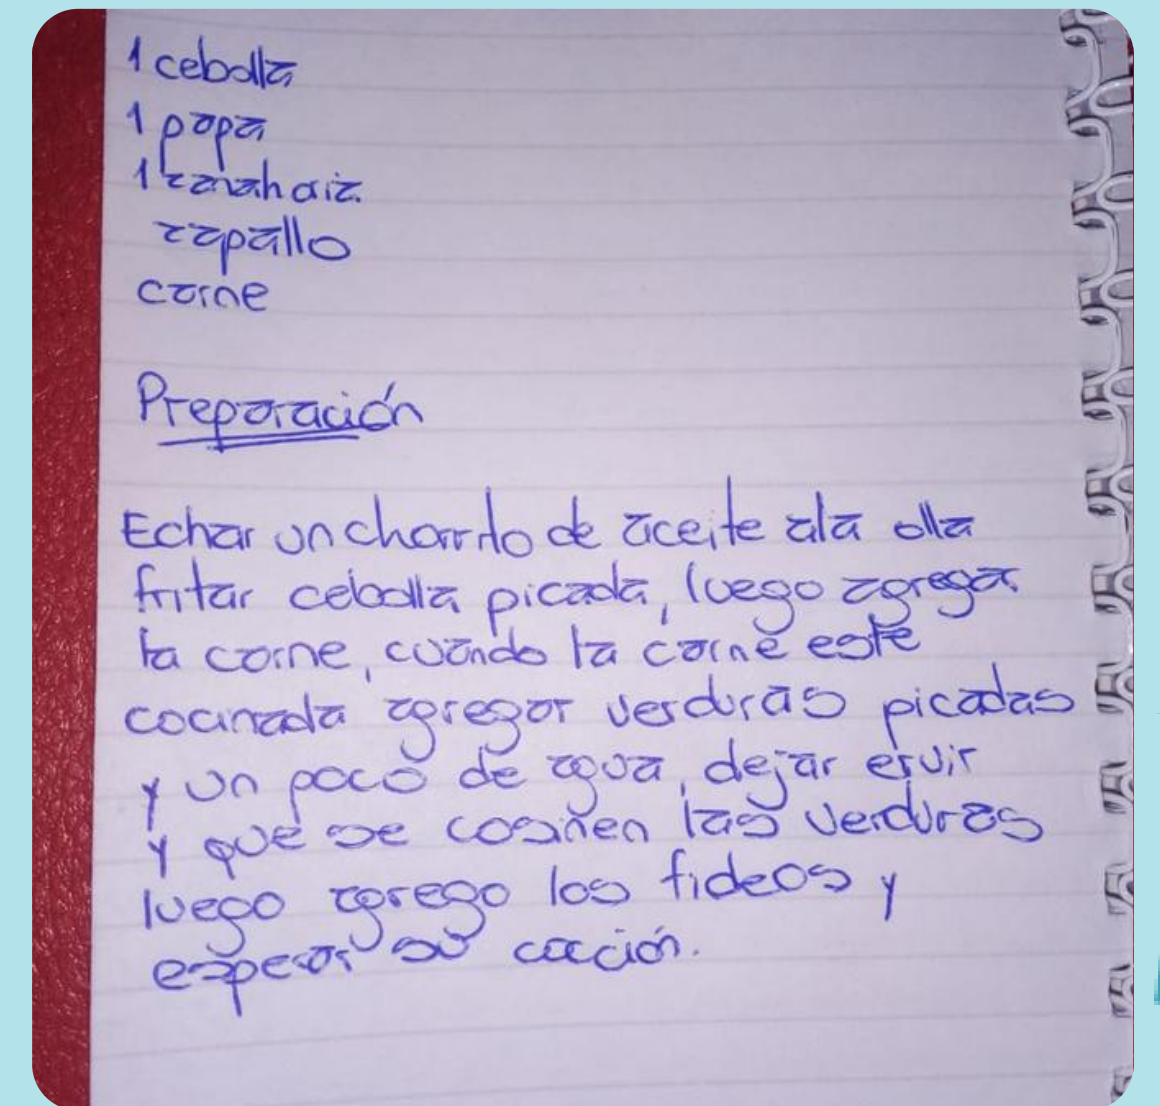 1 cebolla
1 papa
1 zanahoria
zapallo
carne
Preparación
Echar un chorrito de aceite a la olla
fritar cebolla picada, luego agregar
la carne, cuando la carne este
cocinada agregar verduras picadas
y un poco de agua, dejar ervir
y que se cosinen las verduras
luego agrego los fideos y
esperar su cocción.